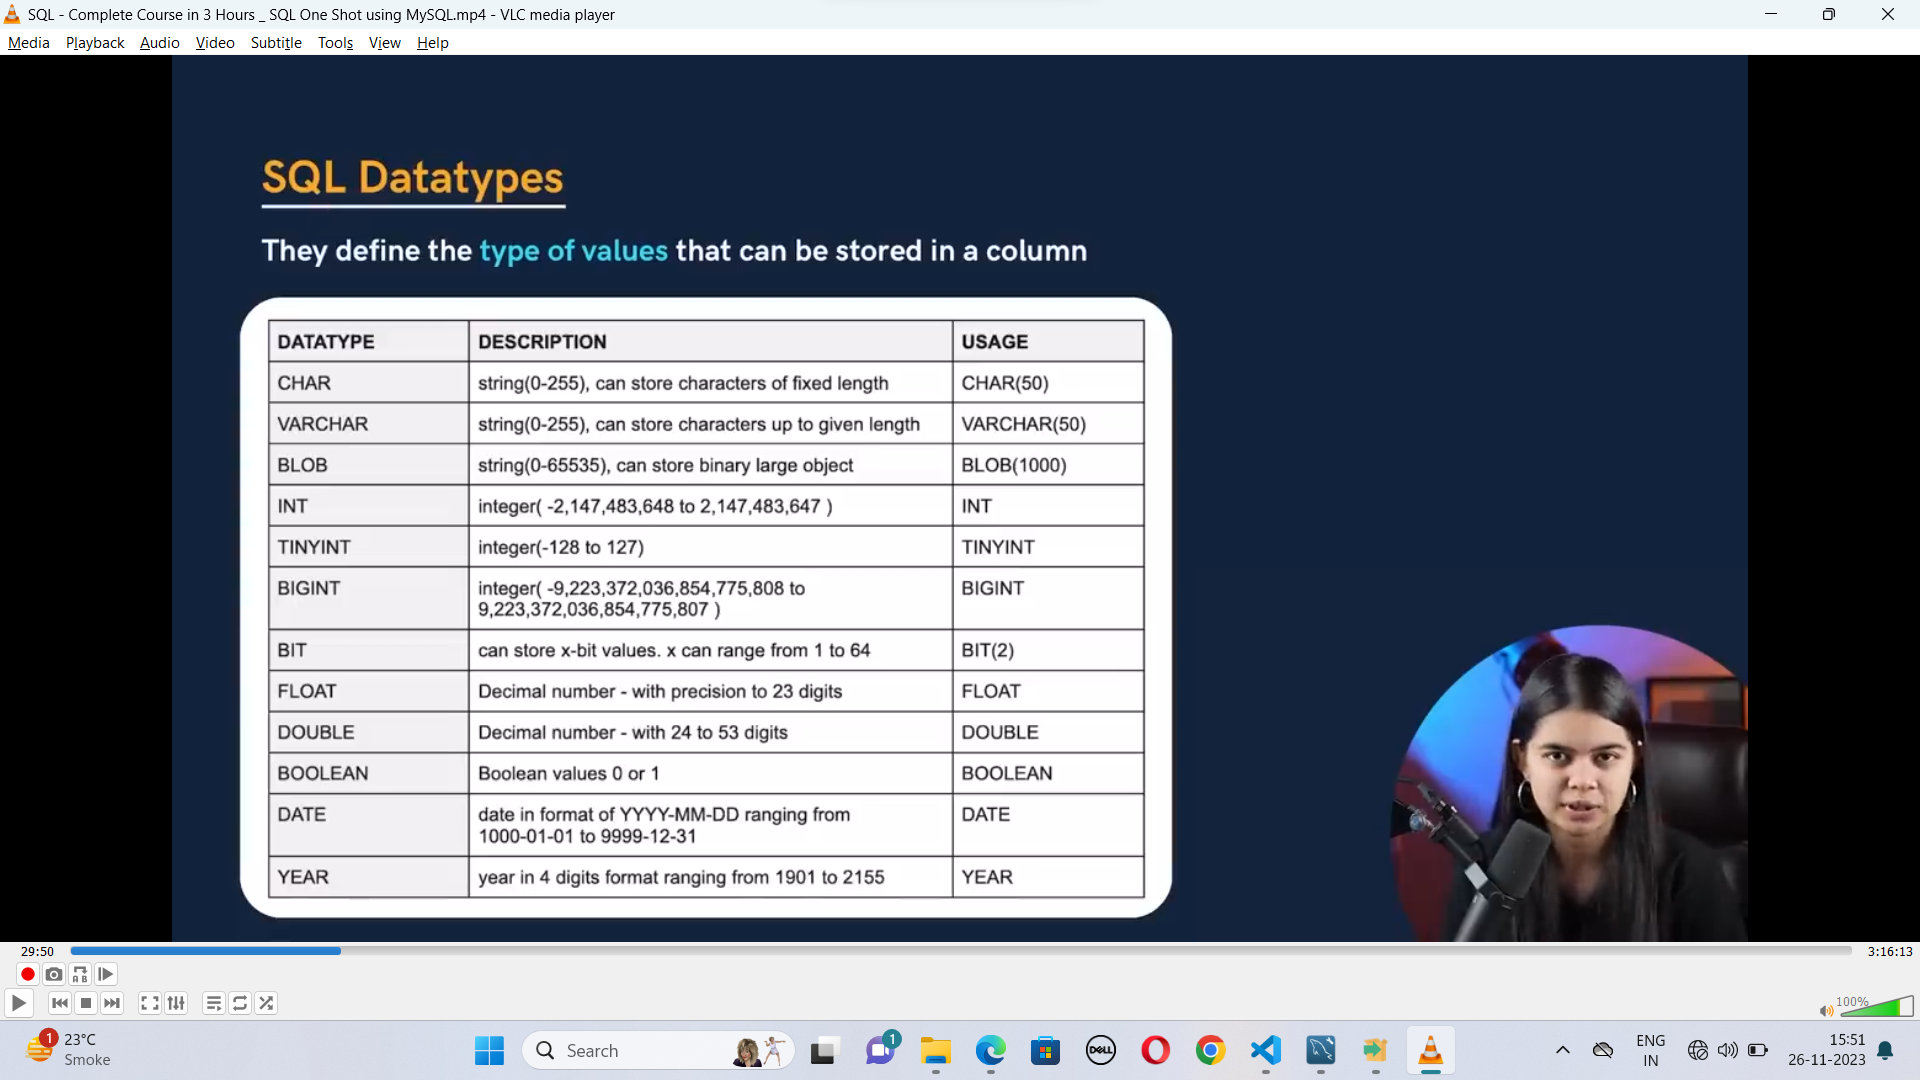 SQL - Complete Course in 3 Hours _ SQL One Shot using MySQL.mp4 - VLC media player
Media Playback Audio Video Subtitle Tools View Help
SQL Datatypes
They define the type of values that can be stored in a column
DATATYPE DESCRIPTION USAGE
CHAR string(0-255), can store characters of fixed length CHAR(50)
VARCHAR string(0-255), can store characters up to given length VARCHAR(50)
BLOB string(0-65535), can store binary large object BLOB(1000)
INT integer( -2,147,483,648 to 2,147,483,647 ) INT
TINYINT integer(-128 to 127) TINYINT
BIGINT integer( -9,223,372,036,854,775,808 to BIGINT
9,223,372,036,854,775,807 )
BIT can store x-bit values. x can range from 1 to 64 BIT(2)
FLOAT Decimal number - with precision to 23 digits FLOAT
DOUBLE Decimal number - with 24 to 53 digits DOUBLE
BOOLEAN Boolean values 0 or 1 BOOLEAN
DATE date in format of YYYY-MM-DD ranging from DATE
1000-01-01 to 9999-12-31
YEAR year in 4 digits format ranging from 1901 to 2155 YEAR
29:50 3:16:13
A B
100%
1 23°C
Smoke
Search
1
DELL
ENG
IN
15:51
26-11-2023